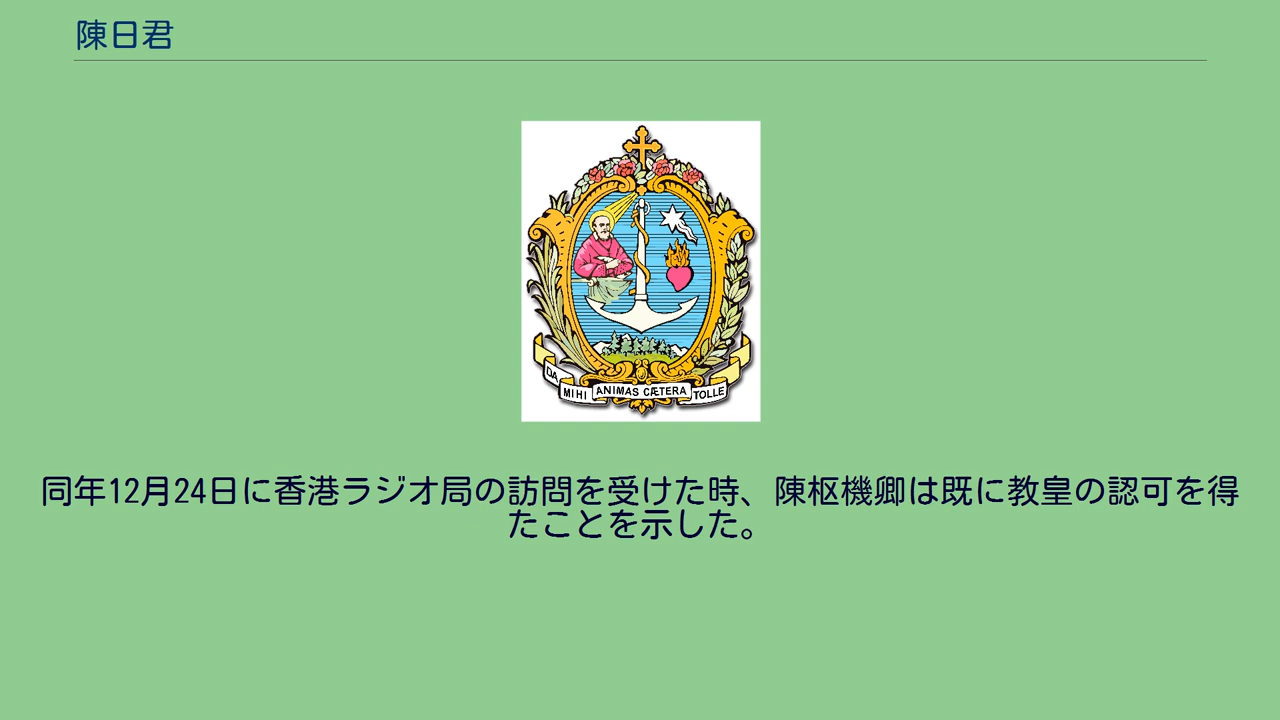 陳日君
DA
MIHI
ANIMAS CÆTERA
TOLLE
同年12月24日に香港ラジオ局の訪問を受けた時、陳枢機卿は既に教皇の認可を得
たことを示した。